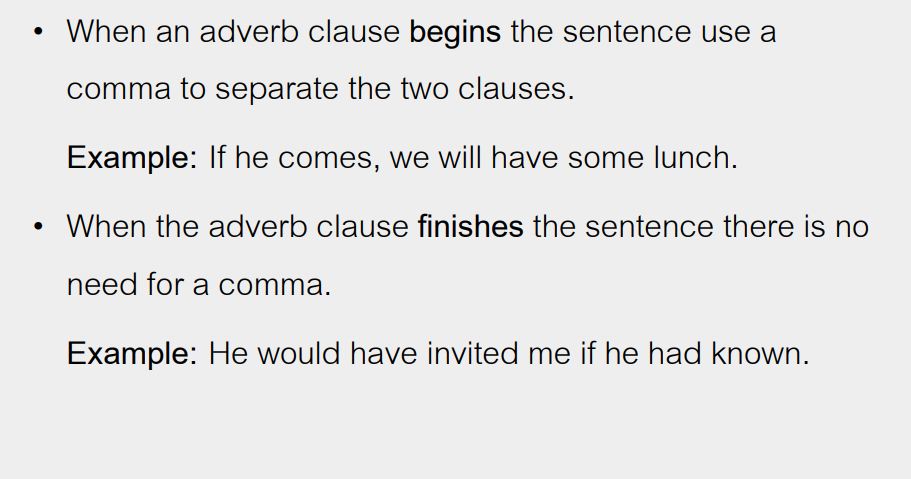 • When an adverb clause begins the sentence use a
comma to separate the two clauses.
Example: If he comes, we will have some lunch.
• When the adverb clause finishes the sentence there is no
need for a comma.
Example: He would have invited me if he had known.